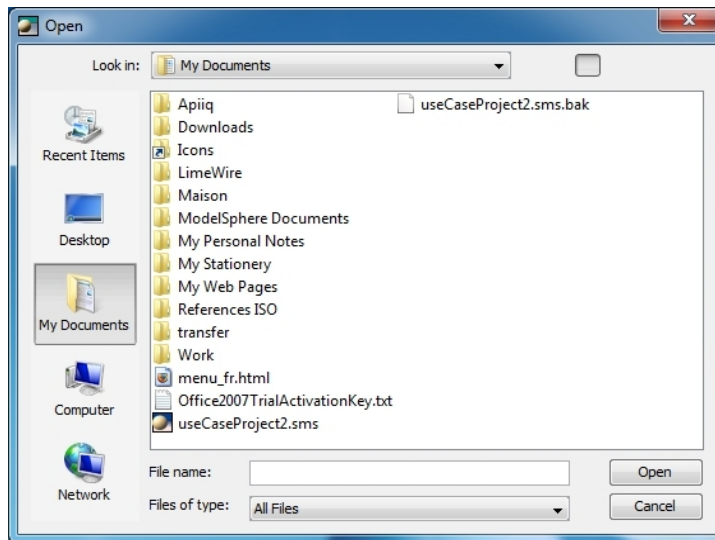 Open
Look in:
My Documents
Recent Items
Desktop
My Documents
Computer
Network
Apiiq
Downloads
Icons
LimeWire
Maison
ModelSphere Documents
My Personal Notes
My Stationery
My Web Pages
References ISO
transfer
Work
menu_fr.html
Office2007TrialActivationKey.txt
useCaseProject2.sms
useCaseProject2.sms.bak
File name:
Open
Files of type:
All Files
Cancel